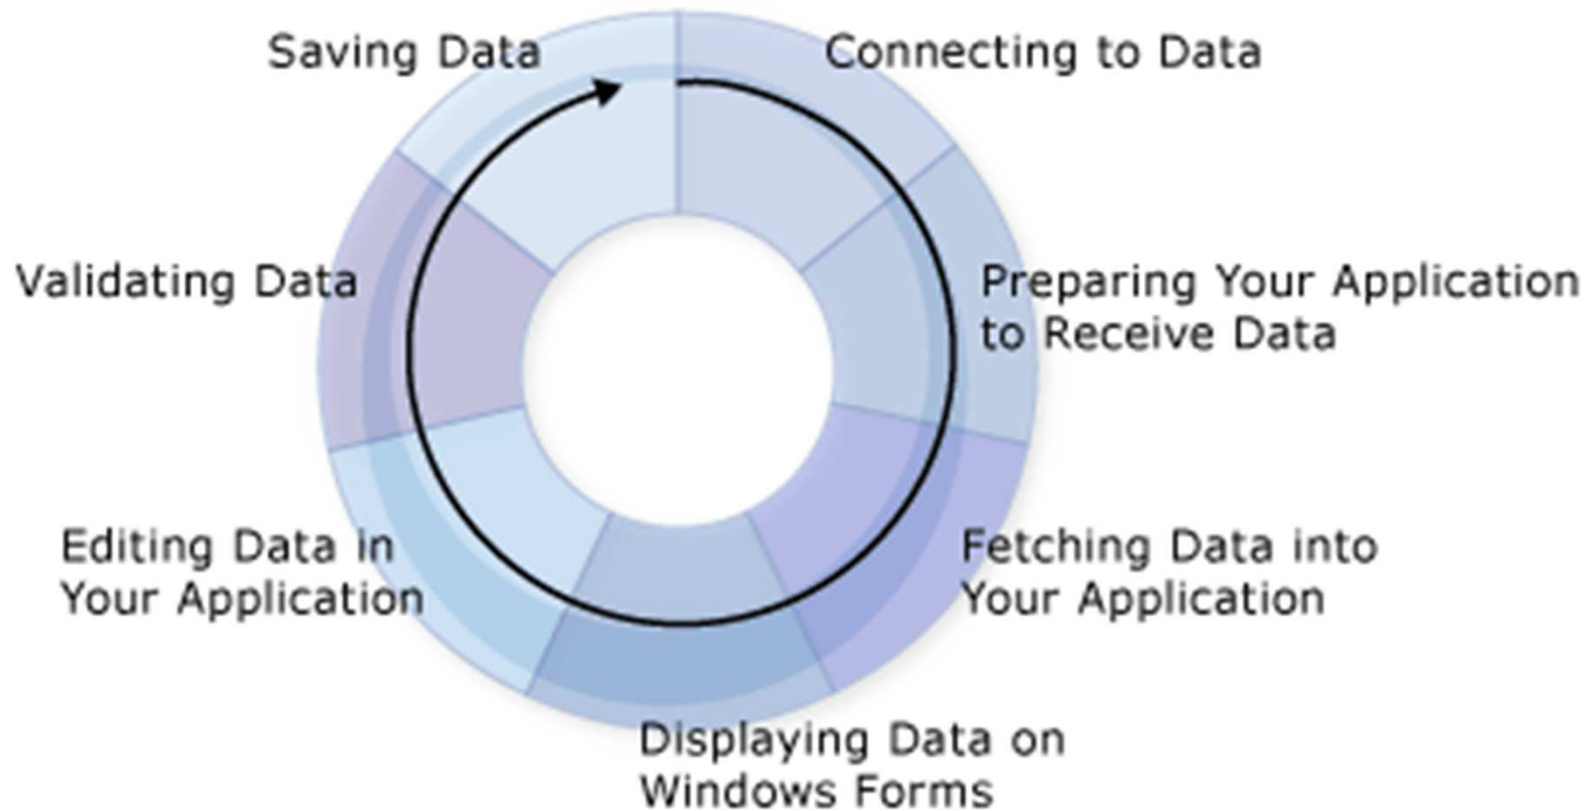 Saving Data
Connecting to Data
Validating Data
Preparing Your Application
to Receive Data
Editing Data in
Your Application
Fetching Data into
Your Application
Displaying Data on
Windows Forms